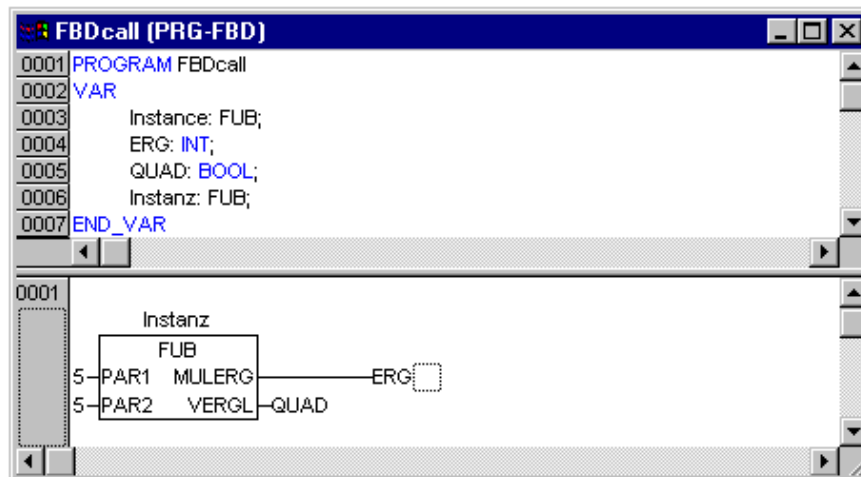 FBDcall (PRG-FBD)
0001 PROGRAM FBDcall
0002 VAR
0003 Instance: FUB;
0004 ERG: INT;
0005 QUAD: BOOL;
0006 Instanz: FUB;
0007 END_VAR
0001
Instanz
FUB
5 PAR1 MULERG ERG
5 PAR2 VERGL QUAD